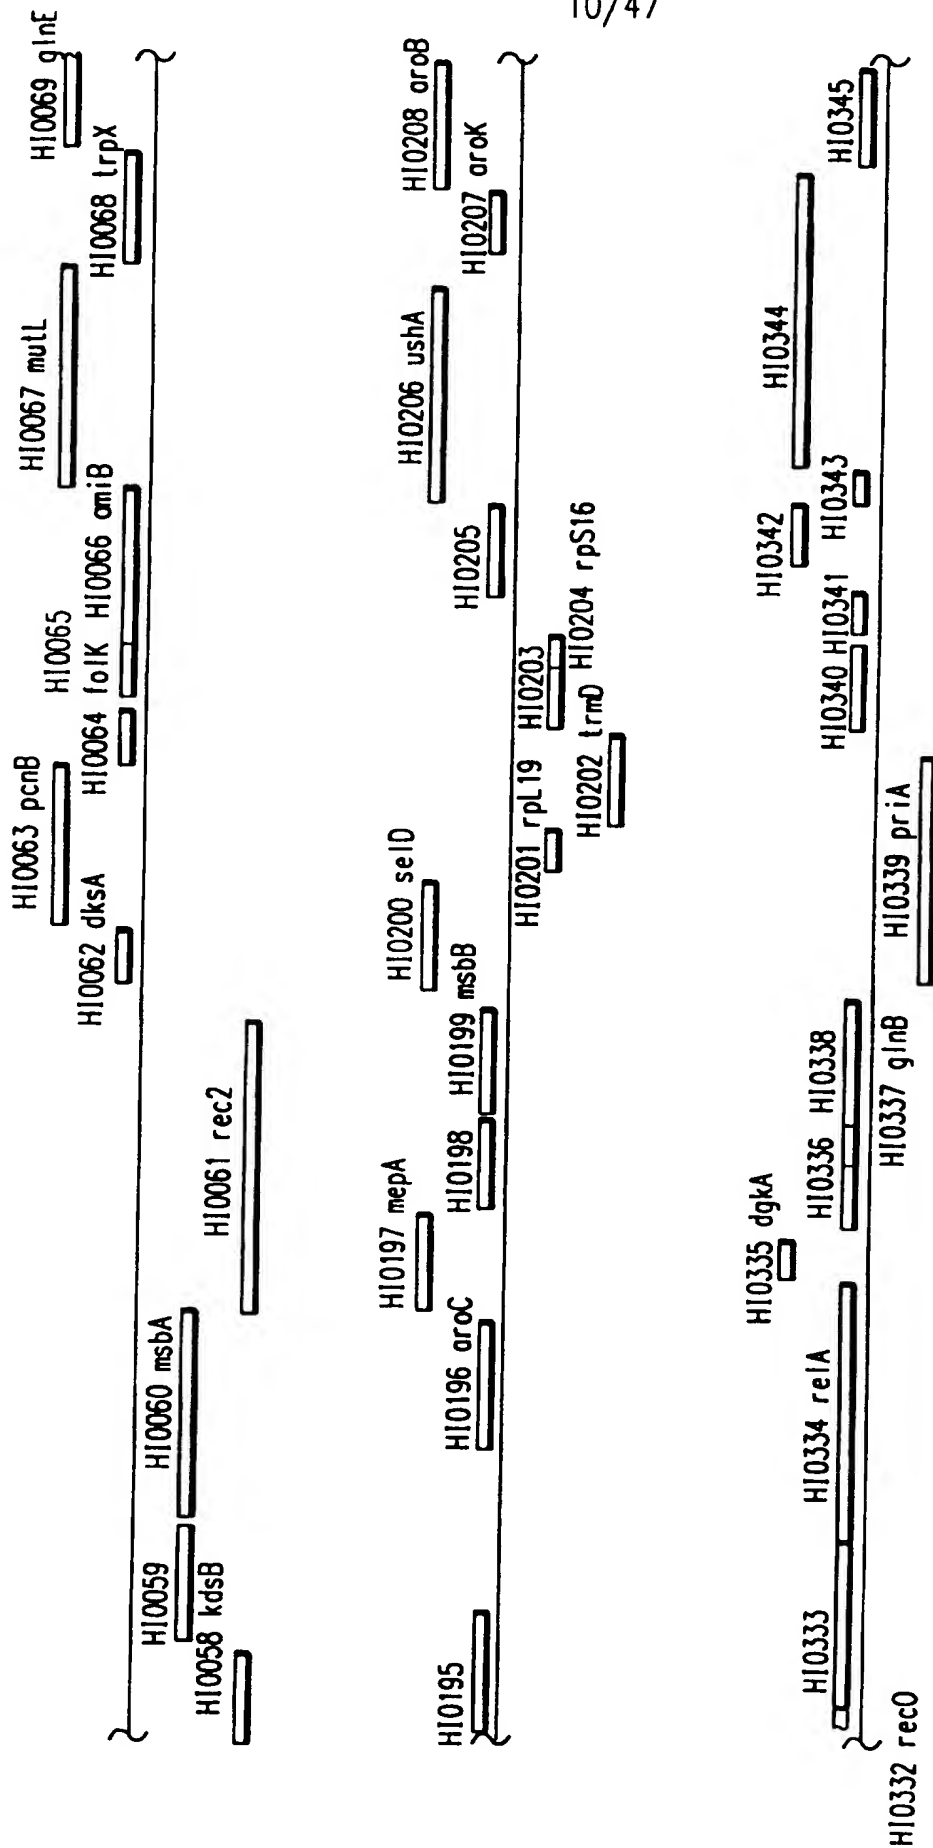 10/47
HI0058 kdsB
HI0059
HI0060 msbA
HI0061 rec2
HI0062 dksA
HI0063 pcnB
HI0064 folK
HI0065
HI0066 amiB
HI0067 mutL
HI0068 trpX
HI0069 glnE
HI0195
HI0196 aroC
HI0197 mepA
HI0198
HI0199 msbB
HI0200 selD
HI0201 rpL19
HI0202 trmD
HI0203
HI0204 rpS16
HI0205
HI0206 ushA
HI0207 aroK
HI0208 aroB
HI0332 recO
HI0333
HI0334 relA
HI0335 dgkA
HI0336
HI0337 glnB
HI0338
HI0339 priA
HI0340
HI0341
HI0342
HI0343
HI0344
HI0345